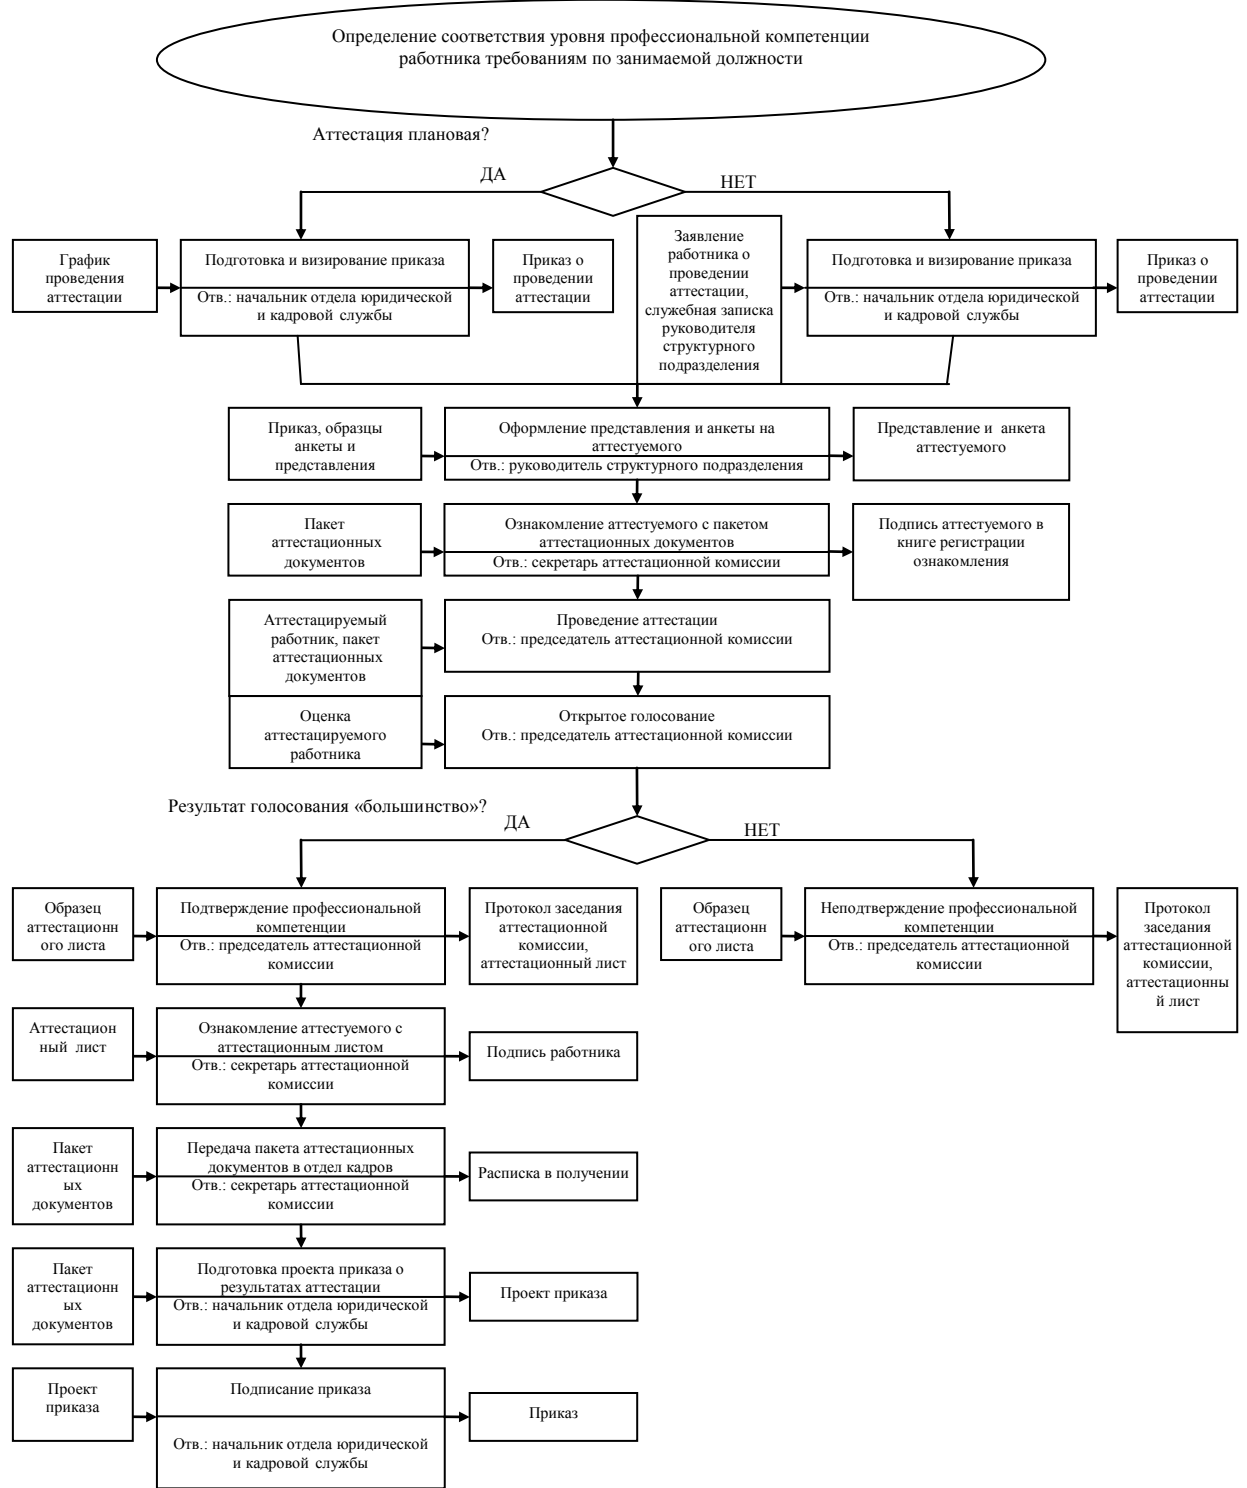 Определение соответствия уровня профессиональной компетенции
работника требованиям по занимаемой должности
Аттестация плановая?
ДА
НЕТ
График
проведения
аттестации
Подготовка и визирование приказа
Отв.: начальник отдела юридической
и кадровой службы
Приказ о
проведении
аттестации
Заявление
работника о
проведении
аттестации,
служебная записка
руководителя
структурного
подразделения
Подготовка и визирование приказа
Отв.: начальник отдела юридической
и кадровой службы
Приказ о
проведении
аттестации
Приказ, образцы
анкеты и
представления
Оформление представления и анкеты на
аттестуемого
Отв.: руководитель структурного подразделения
Представление и анкета
аттестуемого
Пакет
аттестационных
документов
Ознакомление аттестуемого с пакетом
аттестационных документов
Отв.: секретарь аттестационной комиссии
Подпись аттестуемого в
книге регистрации
ознакомления
Аттестацируемый
работник, пакет
аттестационных
документов
Проведение аттестации
Отв.: председатель аттестационной комиссии
Оценка
аттестацируемого
работника
Открытое голосование
Отв.: председатель аттестационной комиссии
Результат голосования «большинство»?
ДА
НЕТ
Образец
аттестационн
ого листа
Подтверждение профессиональной
компетенции
Отв.: председатель аттестационной
комиссии
Протокол заседания
аттестационной
комиссии,
аттестационный лист
Образец
аттестационн
ого листа
Неподтверждение профессиональной
компетенции
Отв.: председатель аттестационной
комиссии
Протокол
заседания
аттестационной
комиссии,
аттестационны
й лист
Аттестацион
ный лист
Ознакомление аттестуемого с
аттестационным листом
Отв.: секретарь аттестационной
комиссии
Подпись работника
Пакет
аттестационн
ых
документов
Передача пакета аттестационных
документов в отдел кадров
Отв.: секретарь аттестационной
комиссии
Расписка в получении
Пакет
аттестационн
ых
документов
Подготовка проекта приказа о
результатах аттестации
Отв.: начальник отдела юридической
и кадровой службы
Проект приказа
Проект
приказа
Подписание приказа
Отв.: начальник отдела юридической
и кадровой службы
Приказ